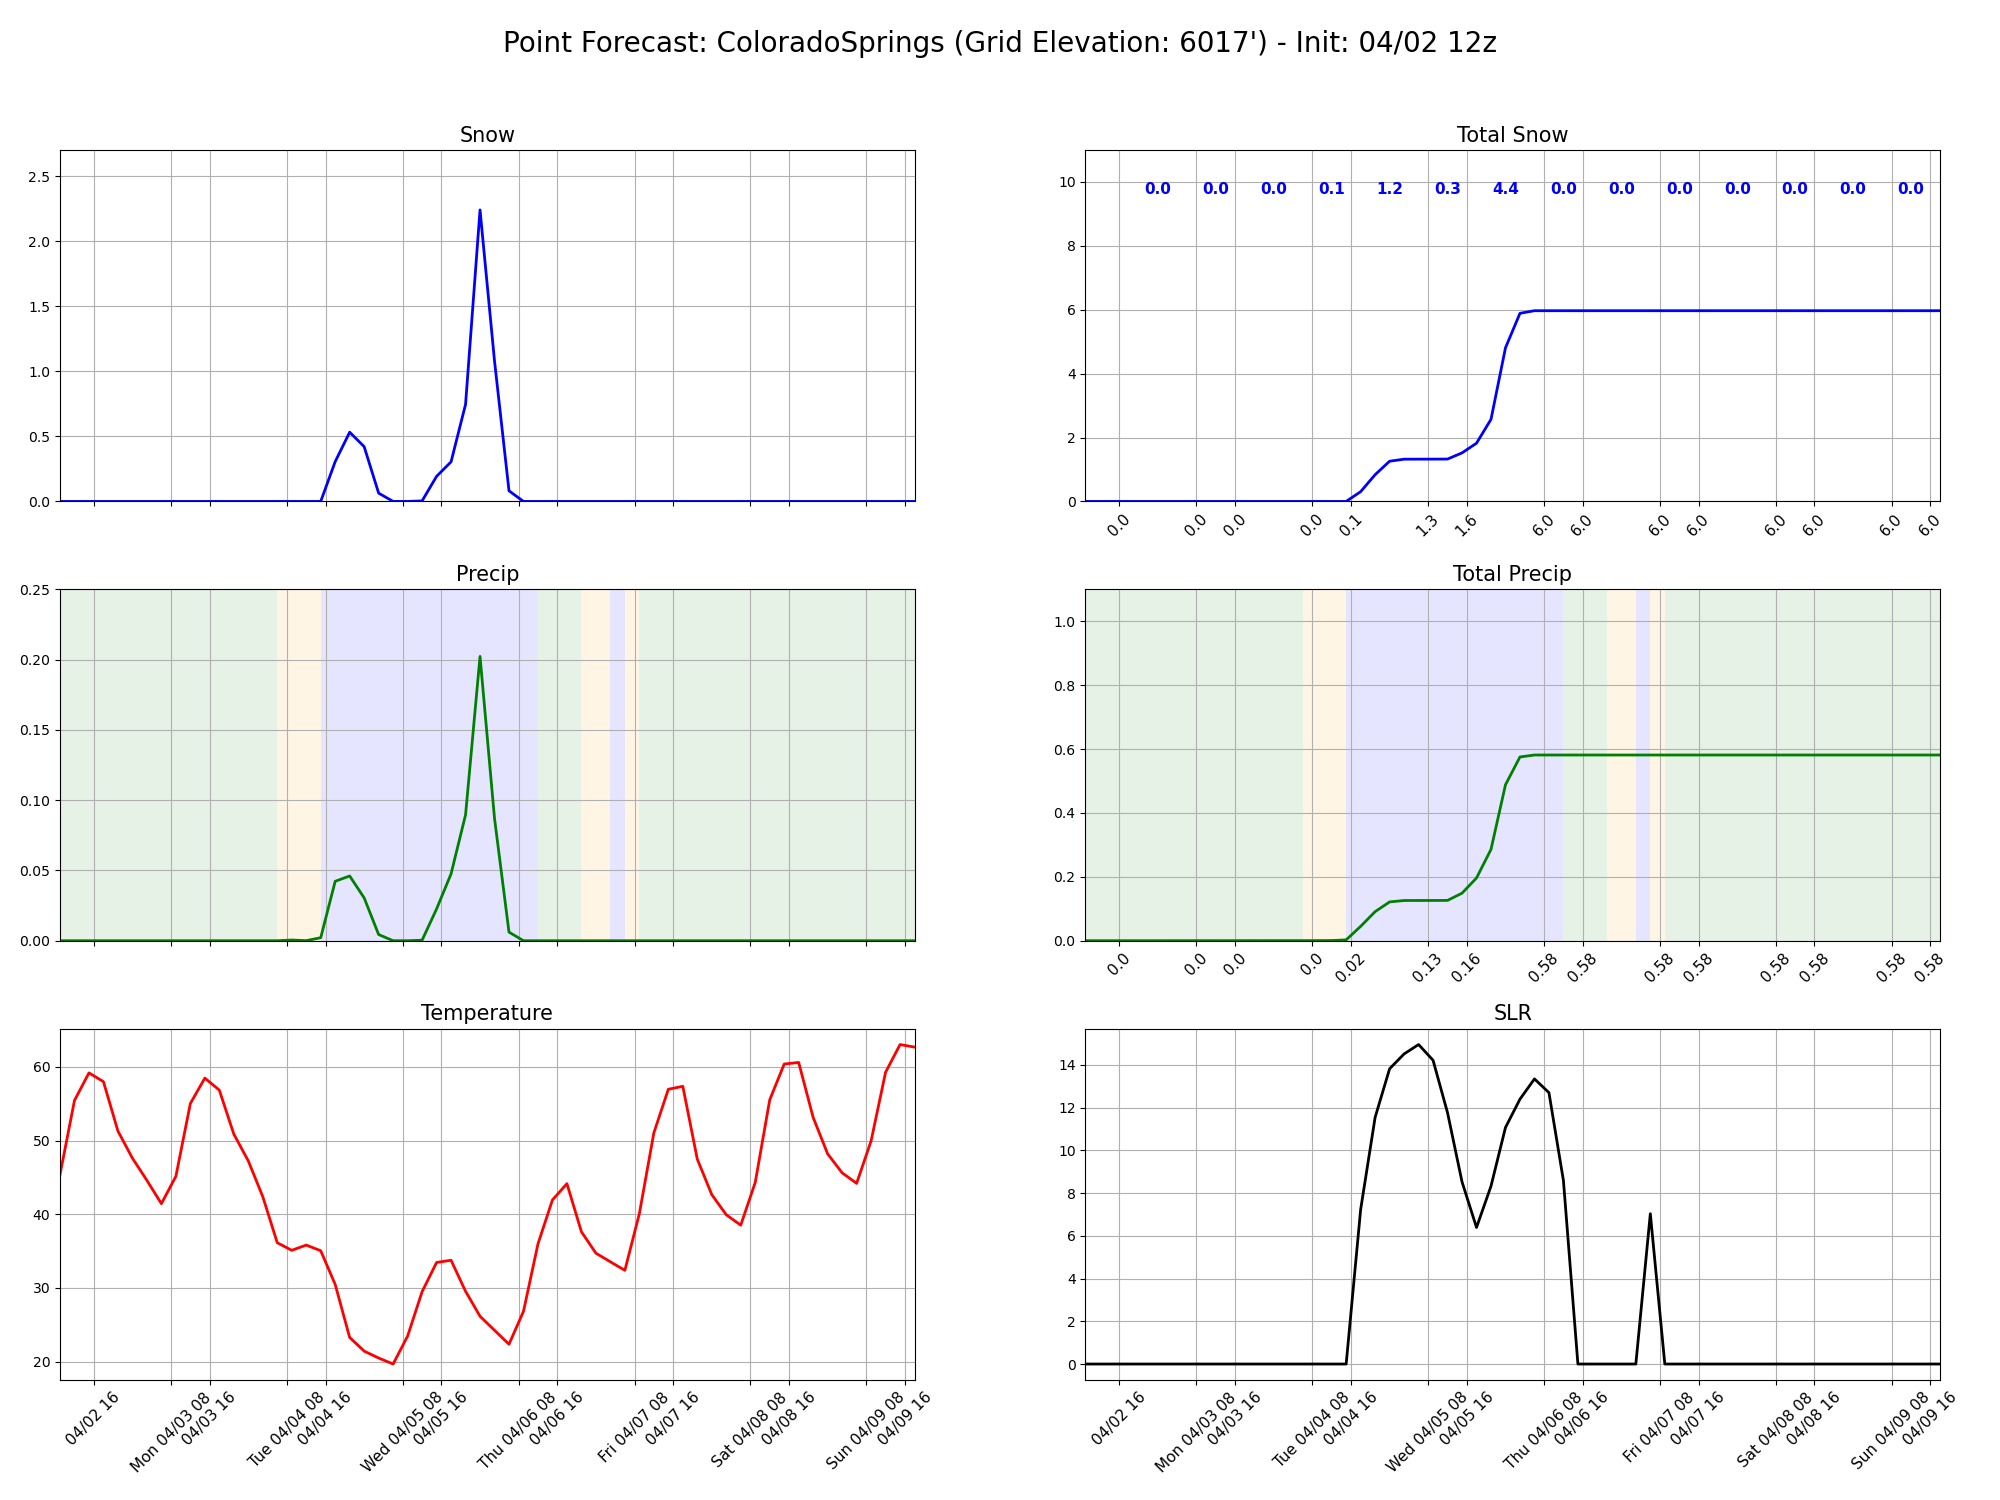 Point Forecast: ColoradoSprings (Grid Elevation: 6017') - Init: 04/02 12z
Snow
2.5
2.0
1.5
1.0
0.5
0.0
Total Snow
10
8
6
4
2
0
0.0 0.0 0.0 0.1 1.2 0.3 4.4 0.0 0.0 0.0 0.0 0.0 0.0 0.0
0.0 0.0 0.0 0.0 0.1 1.3 1.6 6.0 6.0 6.0 6.0 6.0 6.0 6.0 6.0
Precip
0.25
0.20
0.15
0.10
0.05
0.00
Total Precip
1.0
0.8
0.6
0.4
0.2
0.0
0.0 0.0 0.0 0.0 0.02 0.13 0.16 0.58 0.58 0.58 0.58 0.58 0.58 0.58 0.58
Temperature
60
50
40
30
20
04/02 16
Mon 04/03 08
04/03 16
Tue 04/04 08
04/04 16
Wed 04/05 08
04/05 16
Thu 04/06 08
04/06 16
Fri 04/07 08
04/07 16
Sat 04/08 08
04/08 16
Sun 04/09 08
04/09 16
SLR
14
12
10
8
6
4
2
0
04/02 16
Mon 04/03 08
04/03 16
Tue 04/04 08
04/04 16
Wed 04/05 08
04/05 16
Thu 04/06 08
04/06 16
Fri 04/07 08
04/07 16
Sat 04/08 08
04/08 16
Sun 04/09 08
04/09 16